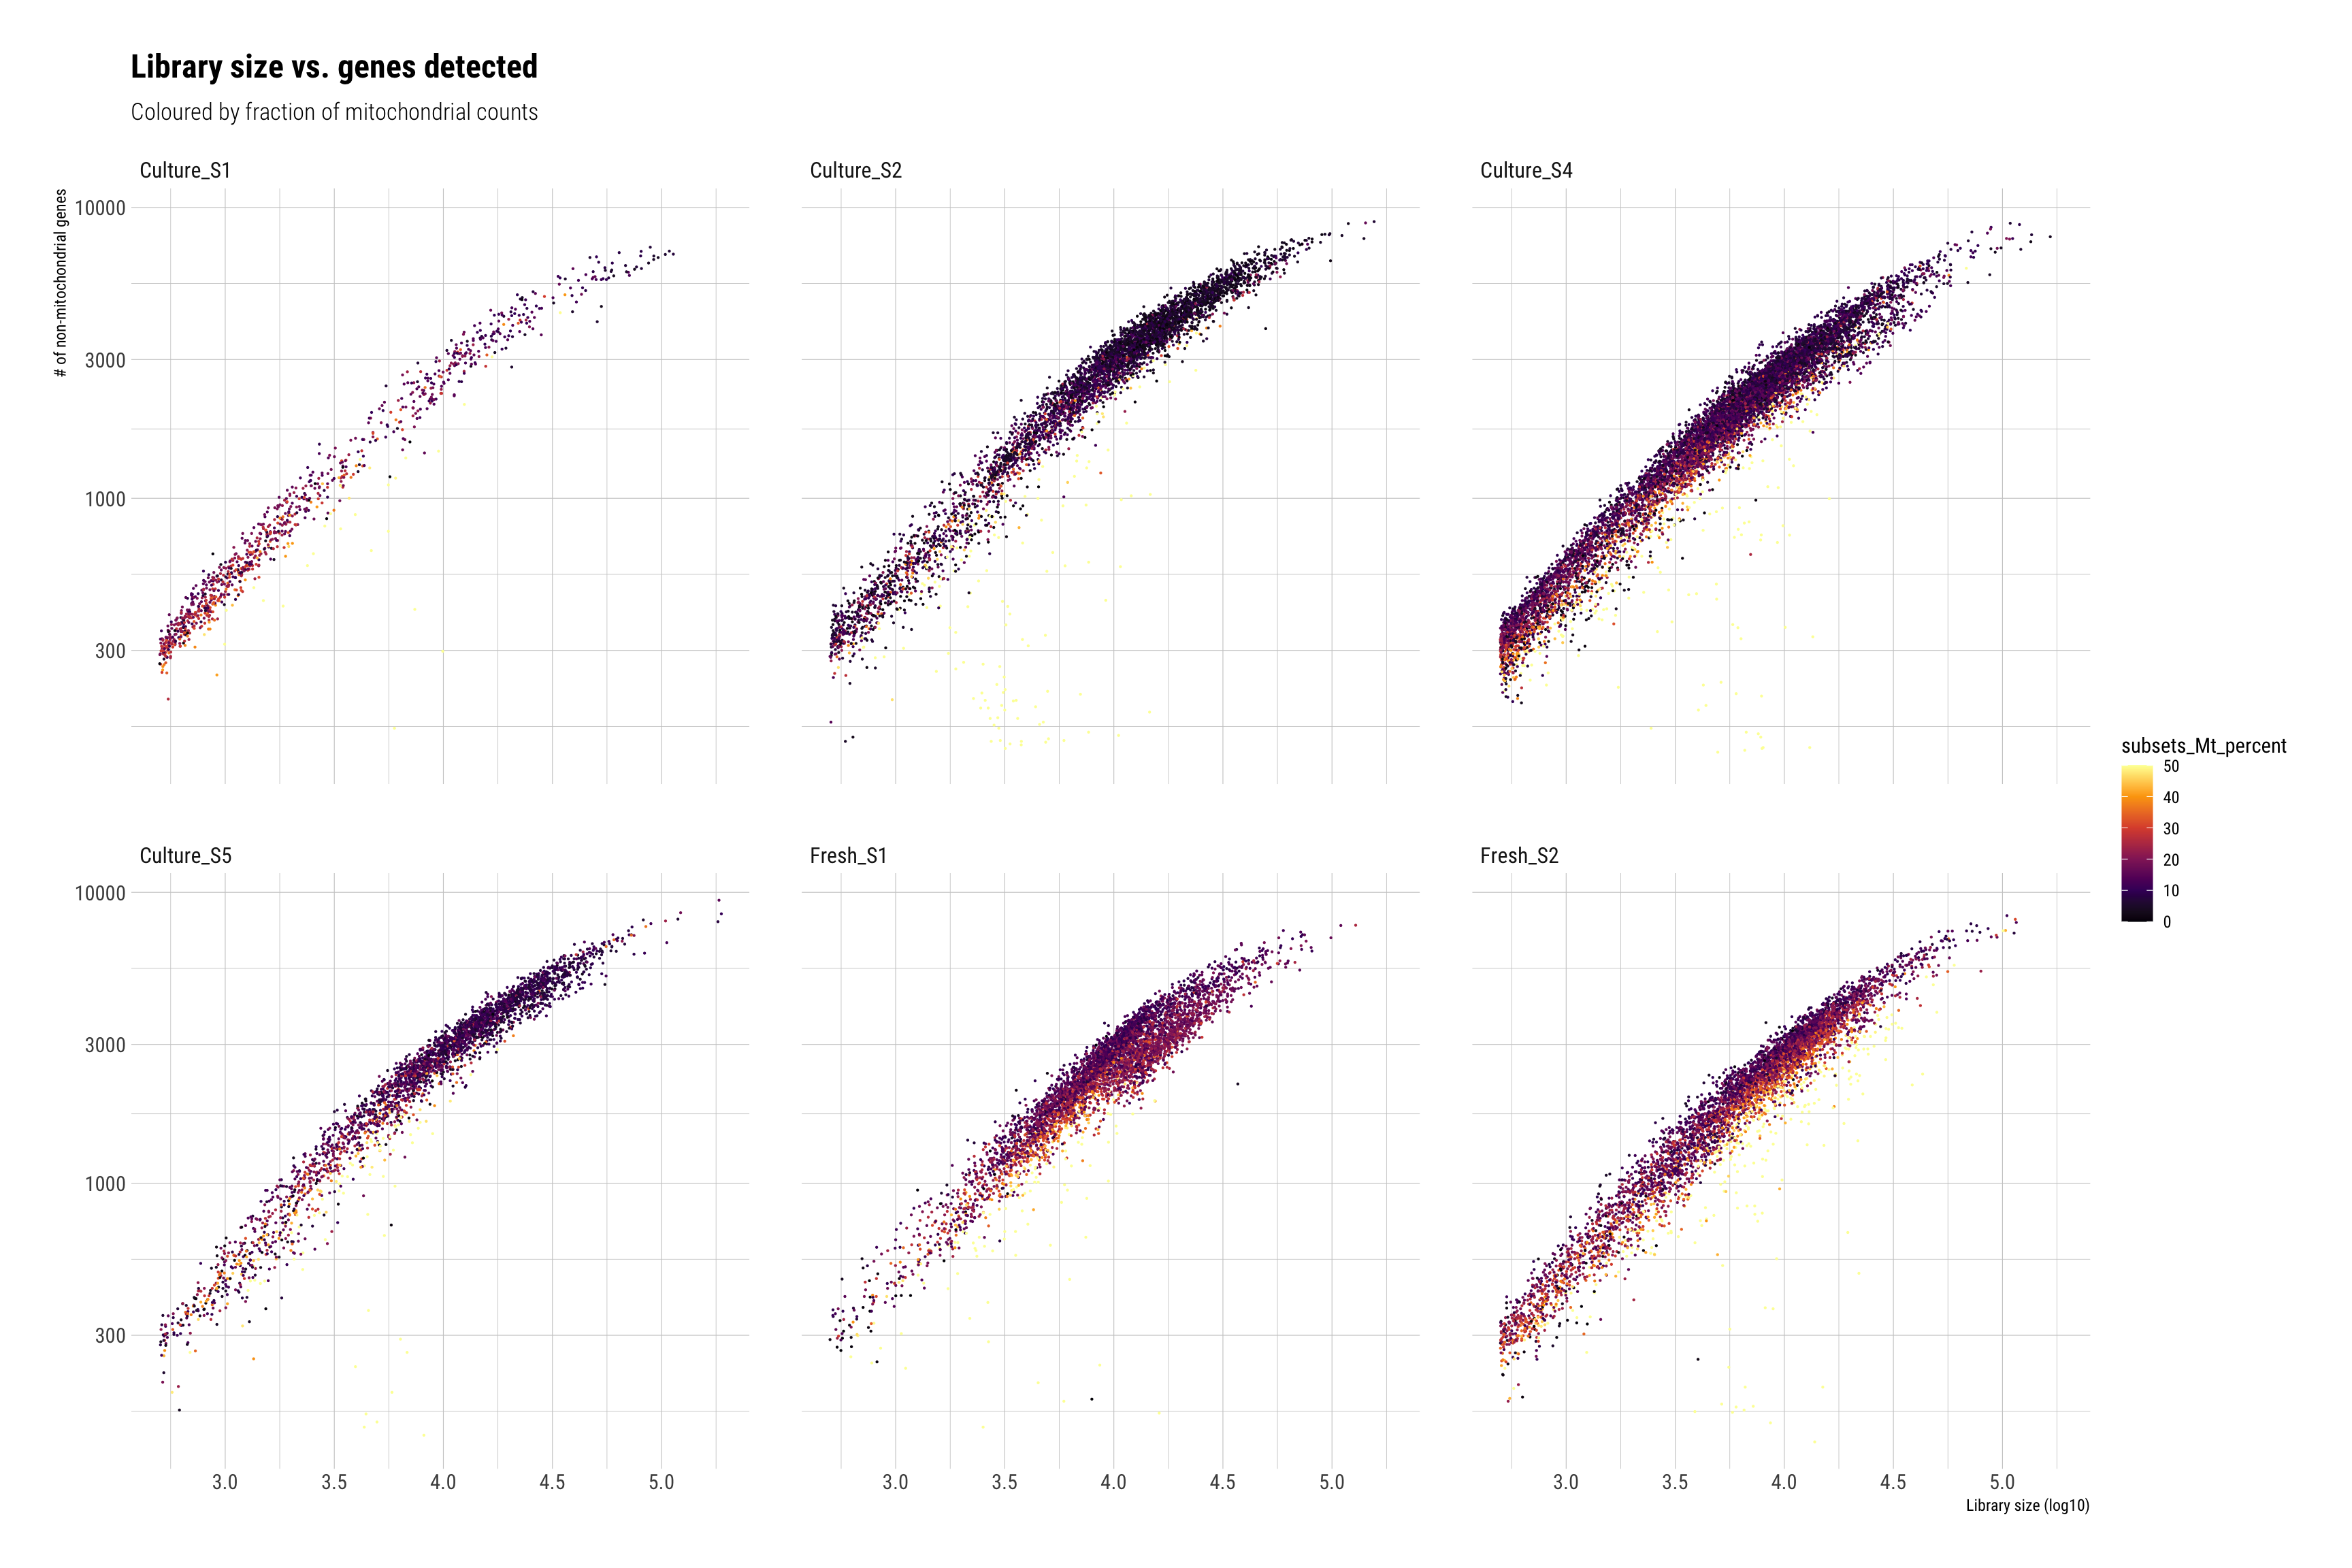 Library size vs. genes detected
Coloured by fraction of mitochondrial counts
Culture_S1
Culture_S2
Culture_S4
# of non-mitochondrial genes
10000
3000
1000
300
subsets_Mt_percent
50
40
30
20
10
0
Culture_S5
Fresh_S1
Fresh_S2
10000
3000
1000
300
3.0 3.5 4.0 4.5 5.0
3.0 3.5 4.0 4.5 5.0
3.0 3.5 4.0 4.5 5.0
Library size (log10)